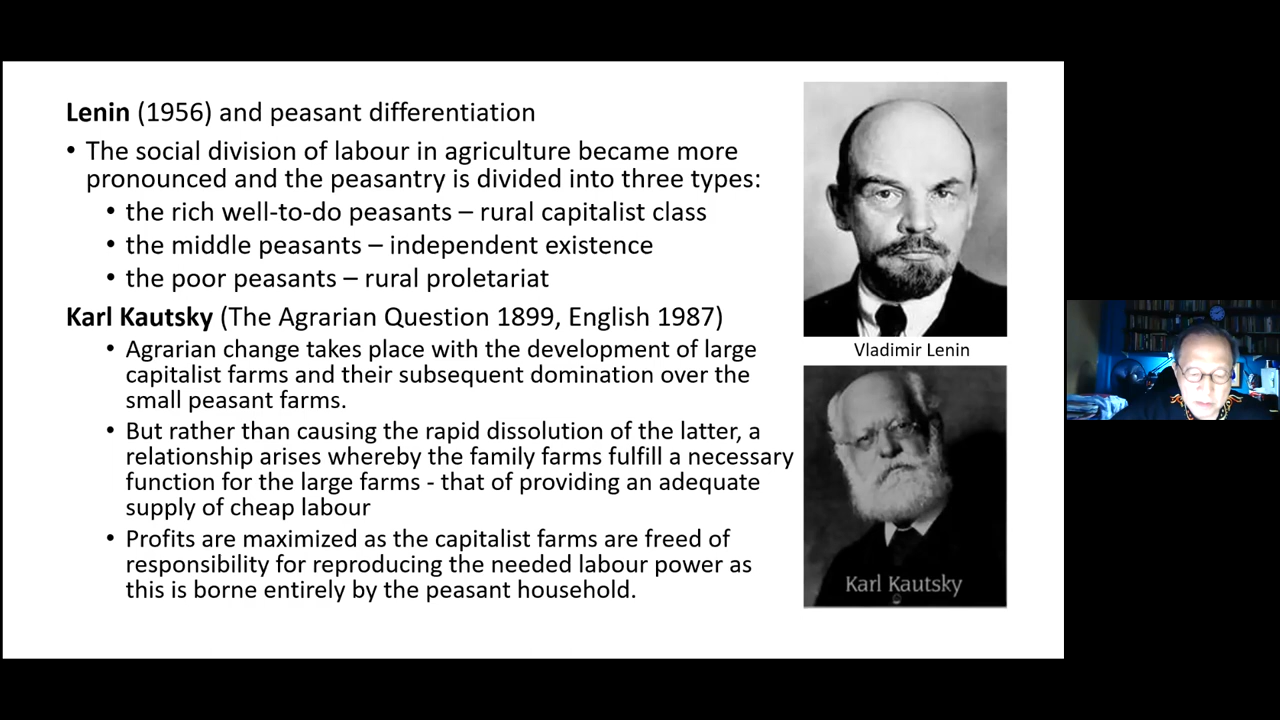 Lenin (1956) and peasant differentiation
• The social division of labour in agriculture became more
pronounced and the peasantry is divided into three types:
• the rich well-to-do peasants – rural capitalist class
• the middle peasants – independent existence
• the poor peasants – rural proletariat
Karl Kautsky (The Agrarian Question 1899, English 1987)
• Agrarian change takes place with the development of large
capitalist farms and their subsequent domination over the
small peasant farms.
• But rather than causing the rapid dissolution of the latter, a
relationship arises whereby the family farms fulfill a necessary
function for the large farms - that of providing an adequate
supply of cheap labour
• Profits are maximized as the capitalist farms are freed of
responsibility for reproducing the needed labour power as
this is borne entirely by the peasant household.
Vladimir Lenin
Karl Kautsky